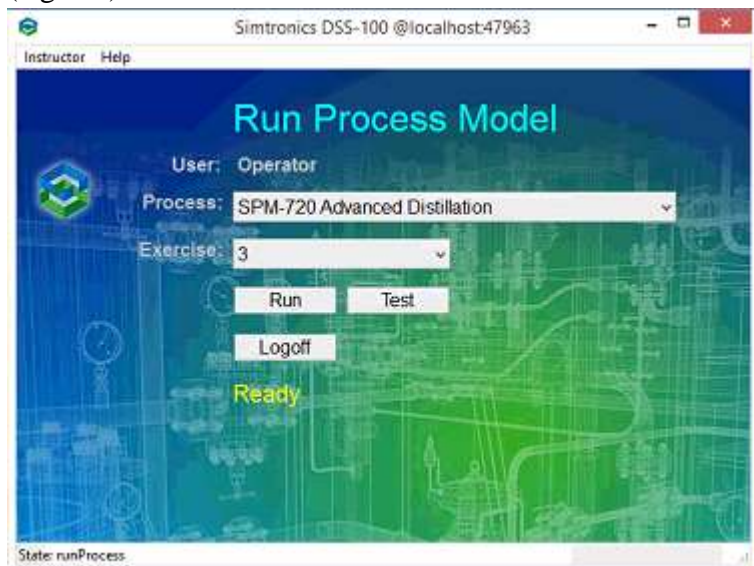 Simtronics DSS-100 @localhost:47963
Instructor Help
Run Process Model
User: Operator
Process: SPM-720 Advanced Distillation
Exercise: 3
Run Test
Logoff
Ready
State: runProcess